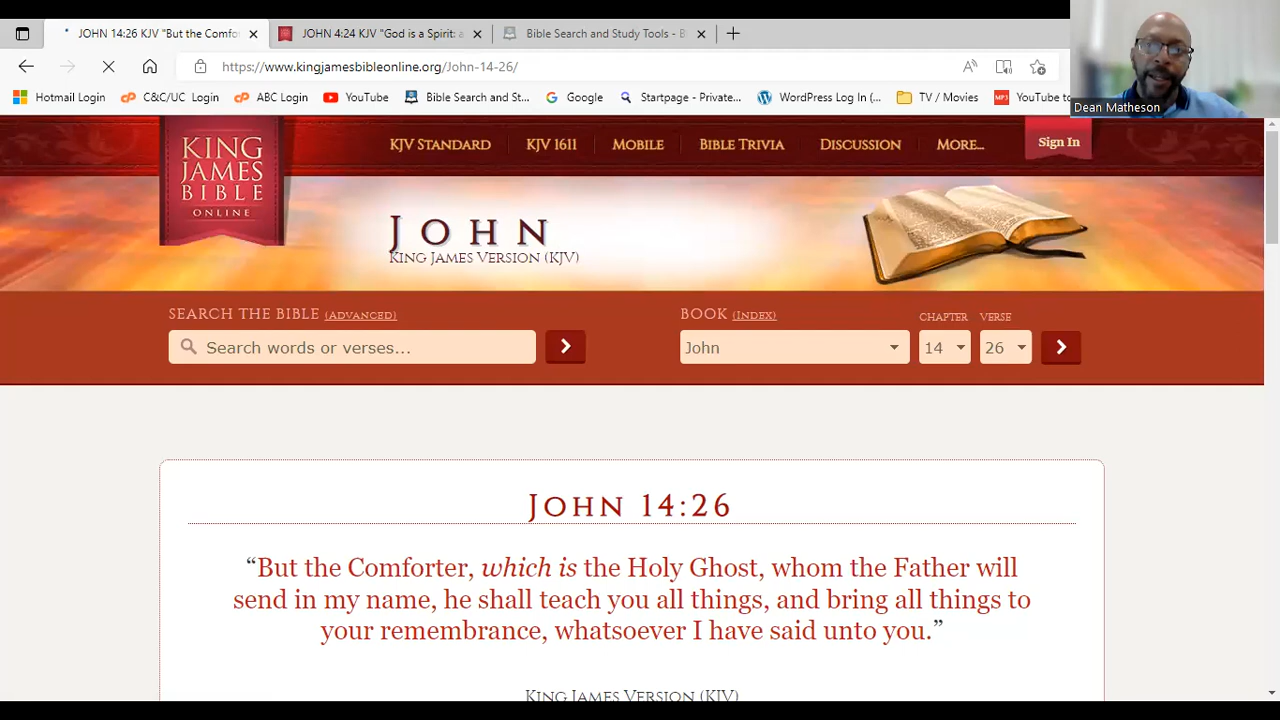 JOHN 14:26 KJV "But the Comfo
JOHN 4:24 KJV "God is a Spirit: a
Bible Search and Study Tools - B
https://www.kingjamesbibleonline.org/John-14-26/
Hotmail Login
C&C/UC Login
ABC Login
YouTube
Bible Search and St...
Google
Startpage - Private...
WordPress Log In (...
TV / Movies
YouTube to
Dean Matheson
KING
JAMES
BIBLE
ONLINE
KJV STANDARD
KJV 1611
MOBILE
BIBLE TRIVIA
DISCUSSION
MORE...
Sign In
JOHN
KING JAMES VERSION (KJV)
SEARCH THE BIBLE (ADVANCED)
Search words or verses...
BOOK (INDEX)
CHAPTER
VERSE
John
14
26
JOHN 14:26
“But the Comforter, which is the Holy Ghost, whom the Father will
send in my name, he shall teach you all things, and bring all things to
your remembrance, whatsoever I have said unto you.”
KING JAMES VERSION (KJV)